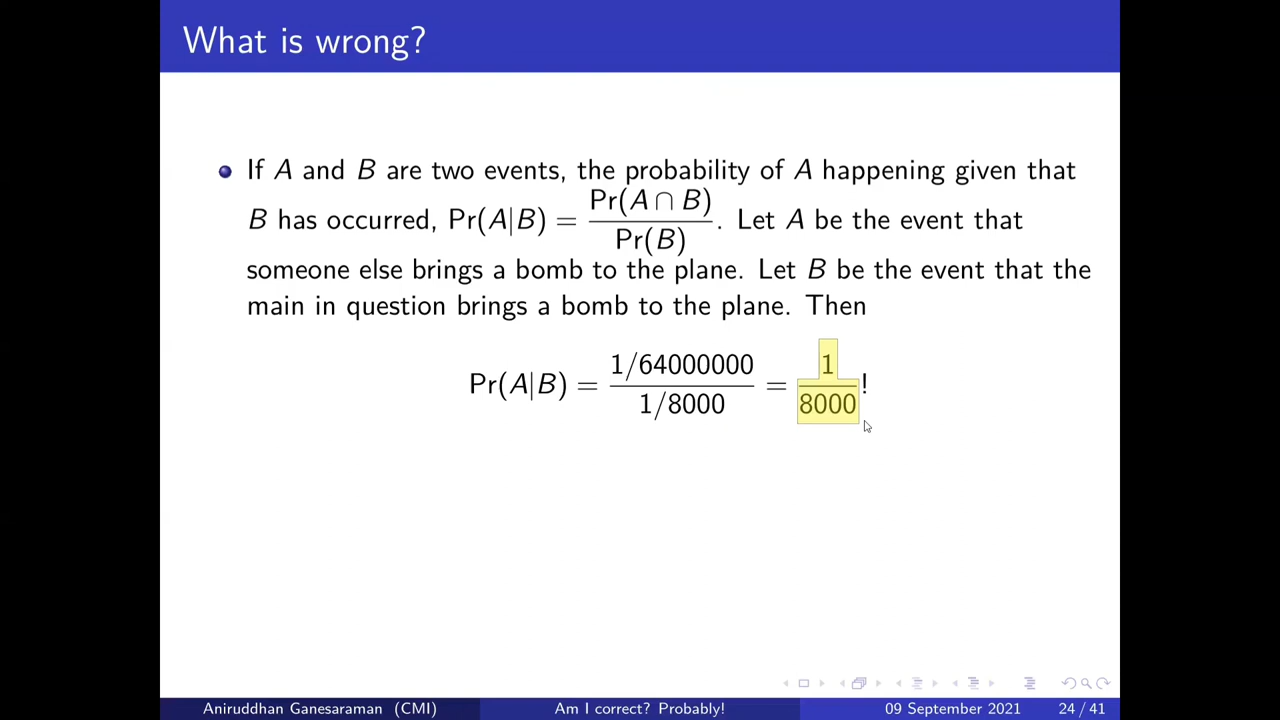 What is wrong?
If A and B are two events, the probability of A happening given that
B has occurred, Pr(A|B) = Pr(A ∩ B) / Pr(B). Let A be the event that
someone else brings a bomb to the plane. Let B be the event that the
main in question brings a bomb to the plane. Then
Pr(A|B) = 1/64000000 / 1/8000 = 1/8000!
Aniruddhan Ganesaraman (CMI) Am I correct? Probably! 09 September 2021 24 / 41